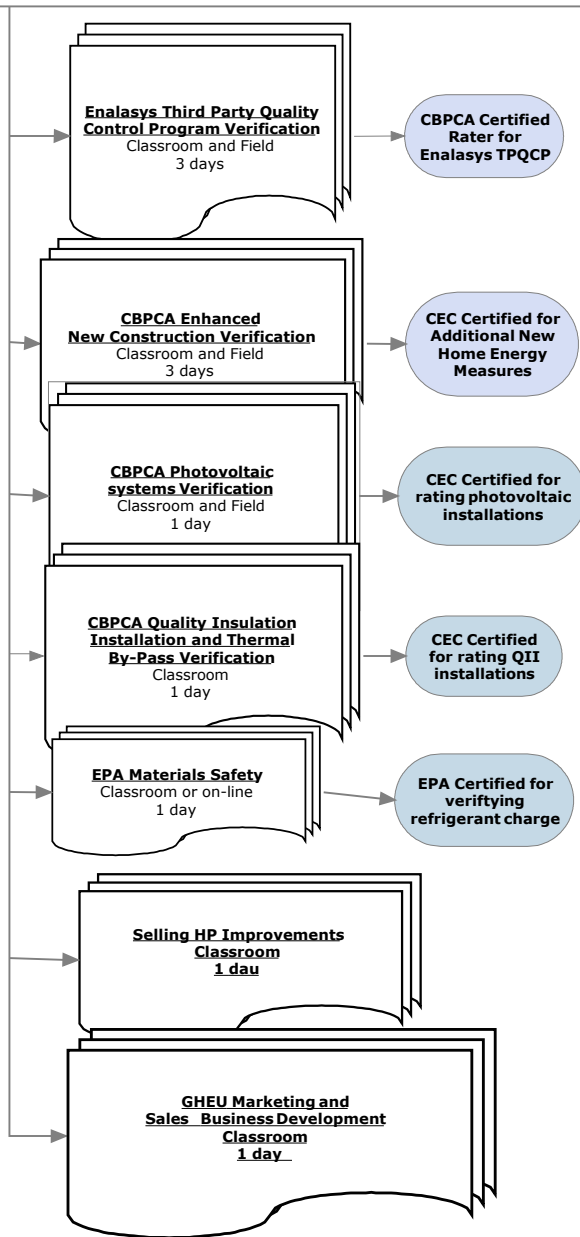 Enalasys Third Party Quality
Control Program Verification
Classroom and Field
3 days
CBPCA Certified
Rater for
Enalasys TPQCP
CBPCA Enhanced
New Construction Verification
Classroom and Field
3 days
CEC Certified for
Additional New
Home Energy
Measures
CBPCA Photovoltaic
systems Verification
Classroom and Field
1 day
CEC Certified for
rating photovoltaic
installations
CBPCA Quality Insulation
Installation and Thermal
By-Pass Verification
Classroom
1 day
CEC Certified
for rating QII
installations
EPA Materials Safety
Classroom or on-line
1 day
EPA Certified for
veriftying
refrigerant charge
Selling HP Improvements
Classroom
1 dau
GHEU Marketing and
Sales Business Development
Classroom
1 day